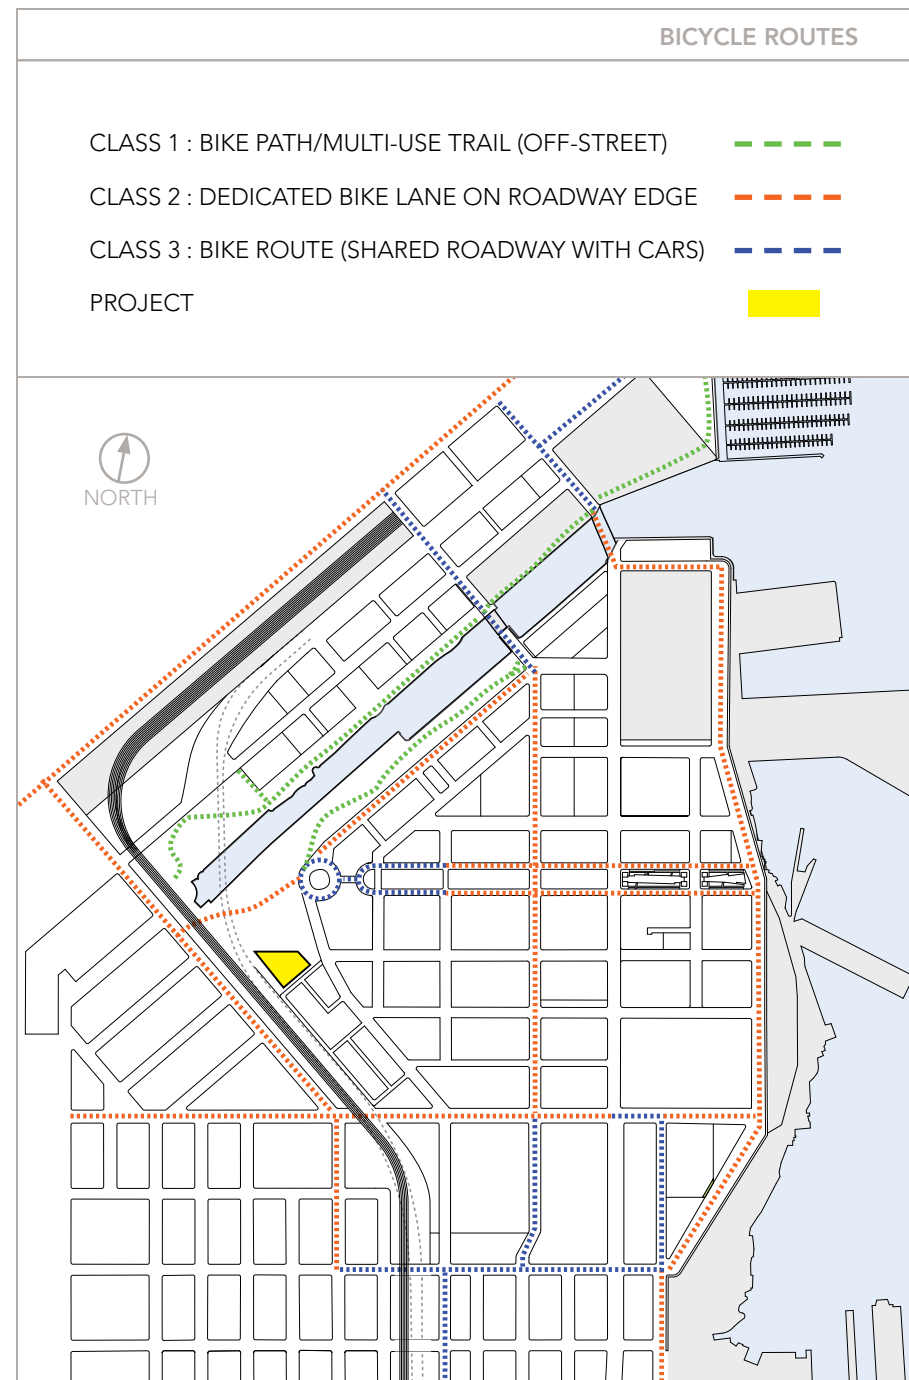 BICYCLE ROUTES
CLASS 1 : BIKE PATH/MULTI-USE TRAIL (OFF-STREET)
CLASS 2 : DEDICATED BIKE LANE ON ROADWAY EDGE
CLASS 3 : BIKE ROUTE (SHARED ROADWAY WITH CARS)
PROJECT
NORTH